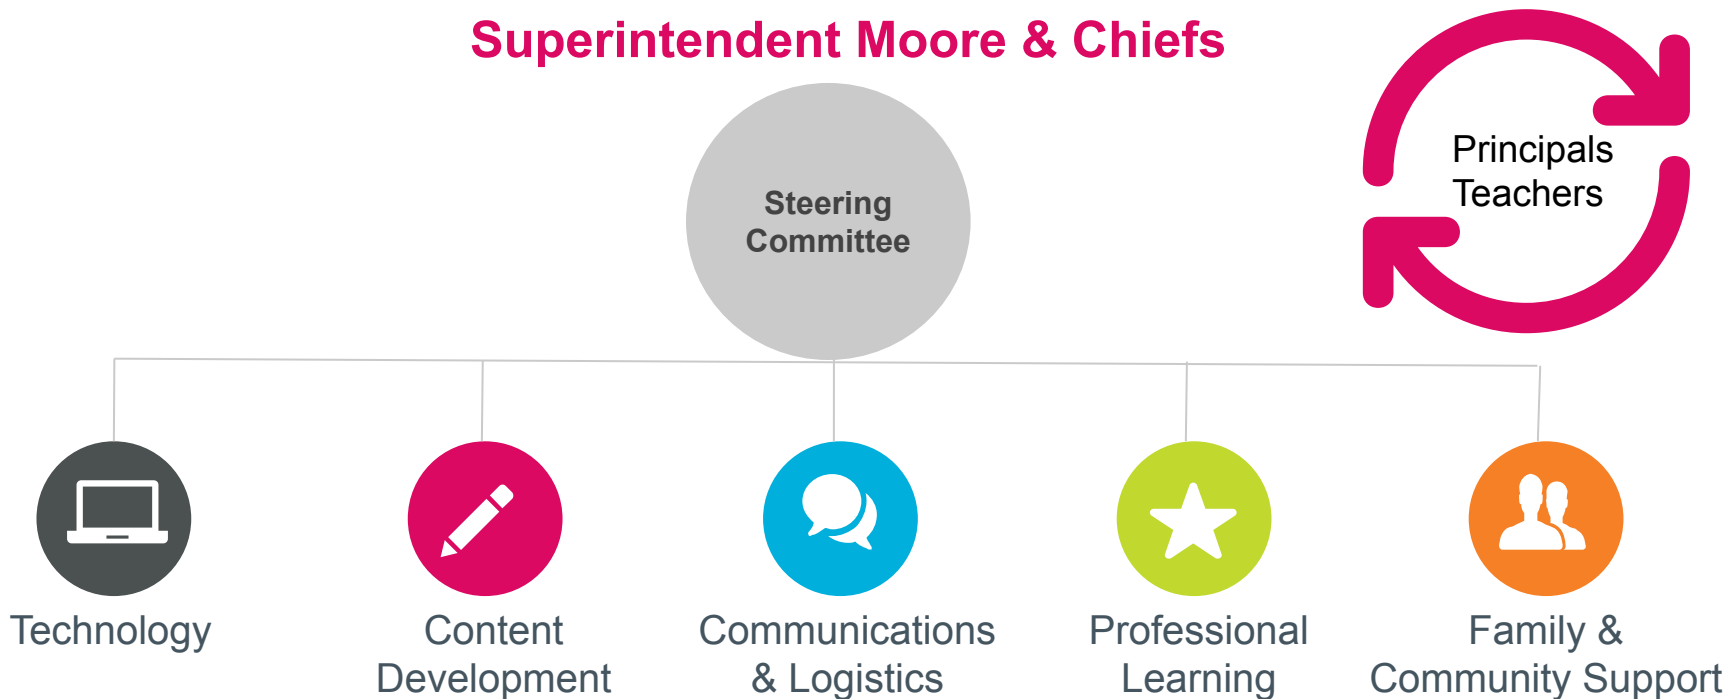 Superintendent Moore & Chiefs
Principals
Teachers
Steering
Committee
Technology
Content
Development
Communications
& Logistics
Professional
Learning
Family &
Community Support